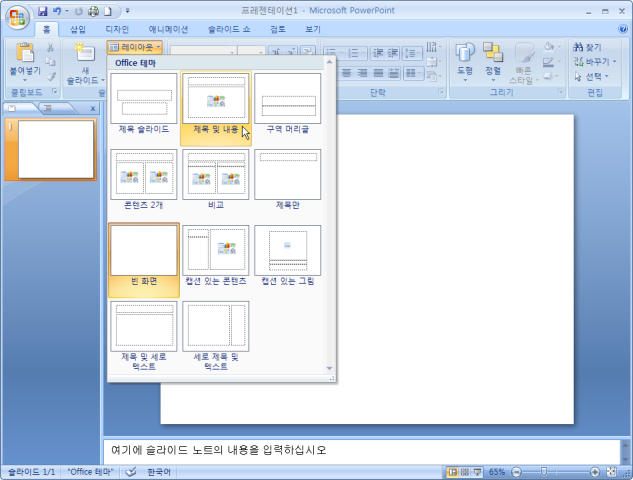 프레젠테이션1 - Microsoft PowerPoint
홈 삽입 디자인 애니메이션 슬라이드 쇼 검토 보기
레이아웃
붙여넣기
새
슬라이드
도형 정렬 빠른
스타일
찾기
바꾸기
선택
클립보드 슬 단락 그리기 편집
Office 테마
제목 슬라이드 제목 및 내용 구역 머리글
콘텐츠 2개 비교 제목만
빈 화면 캡션 있는 콘텐츠 캡션 있는 그림
제목 및 세로 세로 제목 및
텍스트 텍스트
1
여기에 슬라이드 노트의 내용을 입력하십시오
슬라이드 1/1 "Office 테마" 한국어 65%